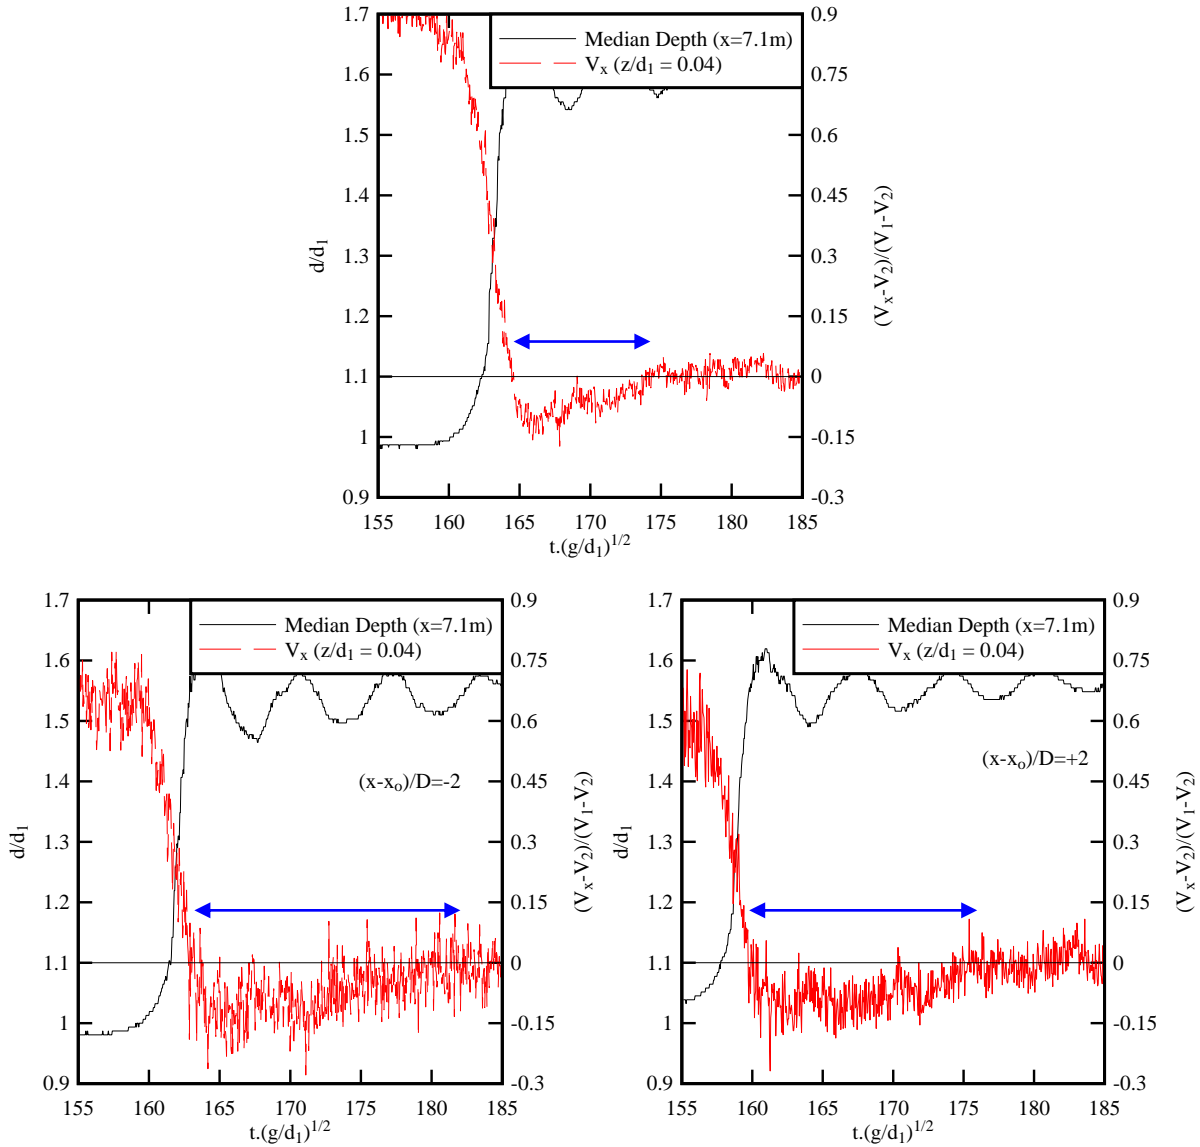 1.7
1.6
1.5
1.4
1.3
1.2
1.1
1
0.9
d/d1
0.9
0.75
0.6
0.45
0.3
0.15
0
-0.15
-0.3
(Vx-V2)/(V1-V2)
Median Depth (x=7.1m)
Vx (z/d1 = 0.04)
155 160 165 170 175 180 185
t.(g/d1)1/2
1.7
1.6
1.5
1.4
1.3
1.2
1.1
1
0.9
d/d1
0.9
0.75
0.6
0.45
0.3
0.15
0
-0.15
-0.3
(Vx-V2)/(V1-V2)
Median Depth (x=7.1m)
Vx (z/d1 = 0.04)
(x-xo)/D=-2
155 160 165 170 175 180 185
t.(g/d1)1/2
1.7
1.6
1.5
1.4
1.3
1.2
1.1
1
0.9
d/d1
0.9
0.75
0.6
0.45
0.3
0.15
0
-0.15
-0.3
(Vx-V2)/(V1-V2)
Median Depth (x=7.1m)
Vx (z/d1 = 0.04)
(x-xo)/D=+2
155 160 165 170 175 180 185
t.(g/d1)1/2